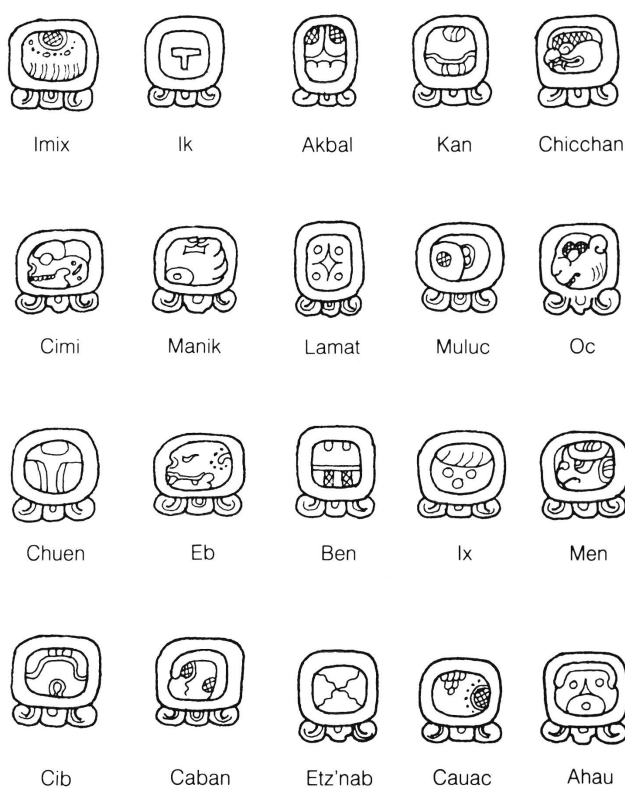 Imix Ik Akbal Kan Chicchan
Cimi Manik Lamat Muluc Oc
Chuen Eb Ben Ix Men
Cib Caban Etz'nab Cauac Ahau